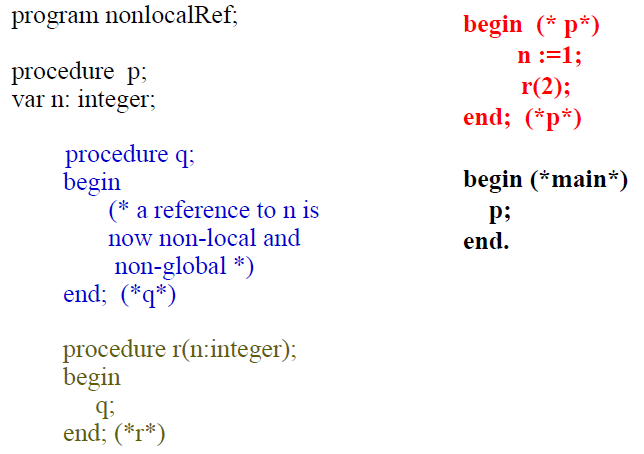 program nonlocalRef;
procedure p;
var n: integer;
procedure q;
begin
(* a reference to n is
now non-local and
non-global *)
end; (*q*)
procedure r(n:integer);
begin
q;
end; (*r*)
begin (* p*)
n :=1;
r(2);
end; (*p*)
begin (*main*)
p;
end.